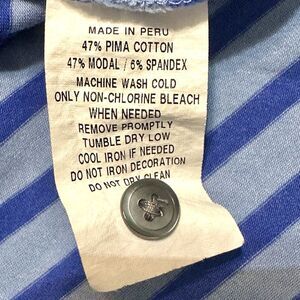 MADE IN PERU
47% PIMA COTTON
47% MODAL / 6% SPANDEX
MACHINE WASH COLD
ONLY NON-CHLORINE BLEACH
WHEN NEEDED
REMOVE PROMPTLY
TUMBLE DRY LOW
COOL IRON IF NEEDED
DO NOT IRON DECORATION
DO NOT DRY CLEAN